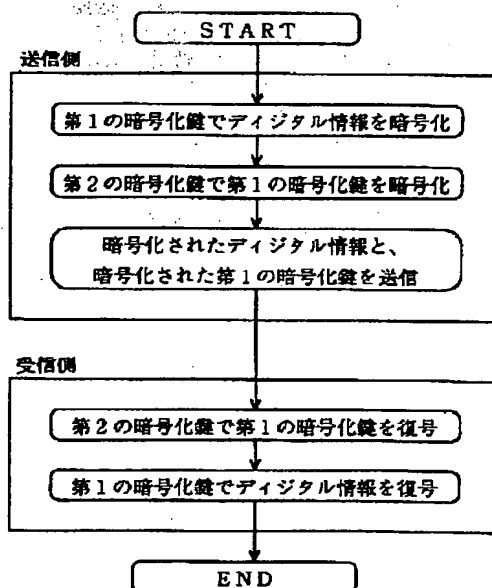 START
送信側
第1の暗号化鍵でディジタル情報を暗号化
第2の暗号化鍵で第1の暗号化鍵を暗号化
暗号化されたディジタル情報と、
暗号化された第1の暗号化鍵を送信
受信側
第2の暗号化鍵で第1の暗号化鍵を復号
第1の暗号化鍵でディジタル情報を復号
END